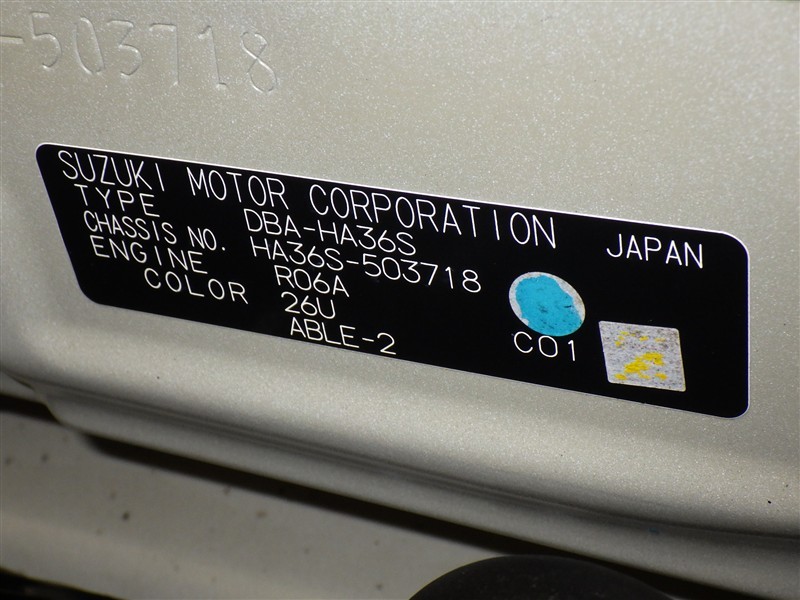 -503718
SUZUKI MOTOR CORPORATION JAPAN
TYPE DBA-HA36S
CHASSIS NO. HA36S-503718
ENGINE R06A
COLOR 26U
ABLE-2
C01